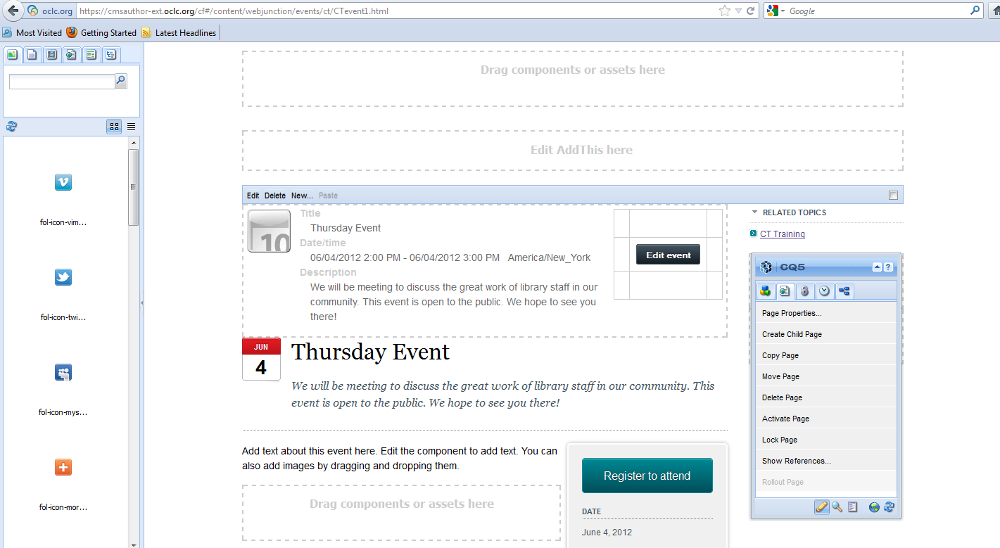 oclc.org https://cmsauthor-ext.oclc.org/cf#/content/webjunction/events/ct/CTevent1.html Google
Most Visited Getting Started Latest Headlines
fol-icon-vim...
fol-icon-twi...
fol-icon-mys...
fol-icon-mor...
Drag components or assets here
Edit AddThis here
Edit Delete New... Paste
10
Title
Thursday Event
Date/time
06/04/2012 2:00 PM - 06/04/2012 3:00 PM America/New_York
Description
We will be meeting to discuss the great work of library staff in our
community. This event is open to the public. We hope to see you
there!
Edit event
JUN
4
Thursday Event
We will be meeting to discuss the great work of library staff in our community. This
event is open to the public. We hope to see you there!
Add text about this event here. Edit the component to add text. You can
also add images by dragging and dropping them.
Drag components or assets here
Register to attend
DATE
June 4, 2012
RELATED TOPICS
CT Training
CQ5 ?
Page Properties...
Create Child Page
Copy Page
Move Page
Delete Page
Activate Page
Lock Page
Show References...
Rollout Page